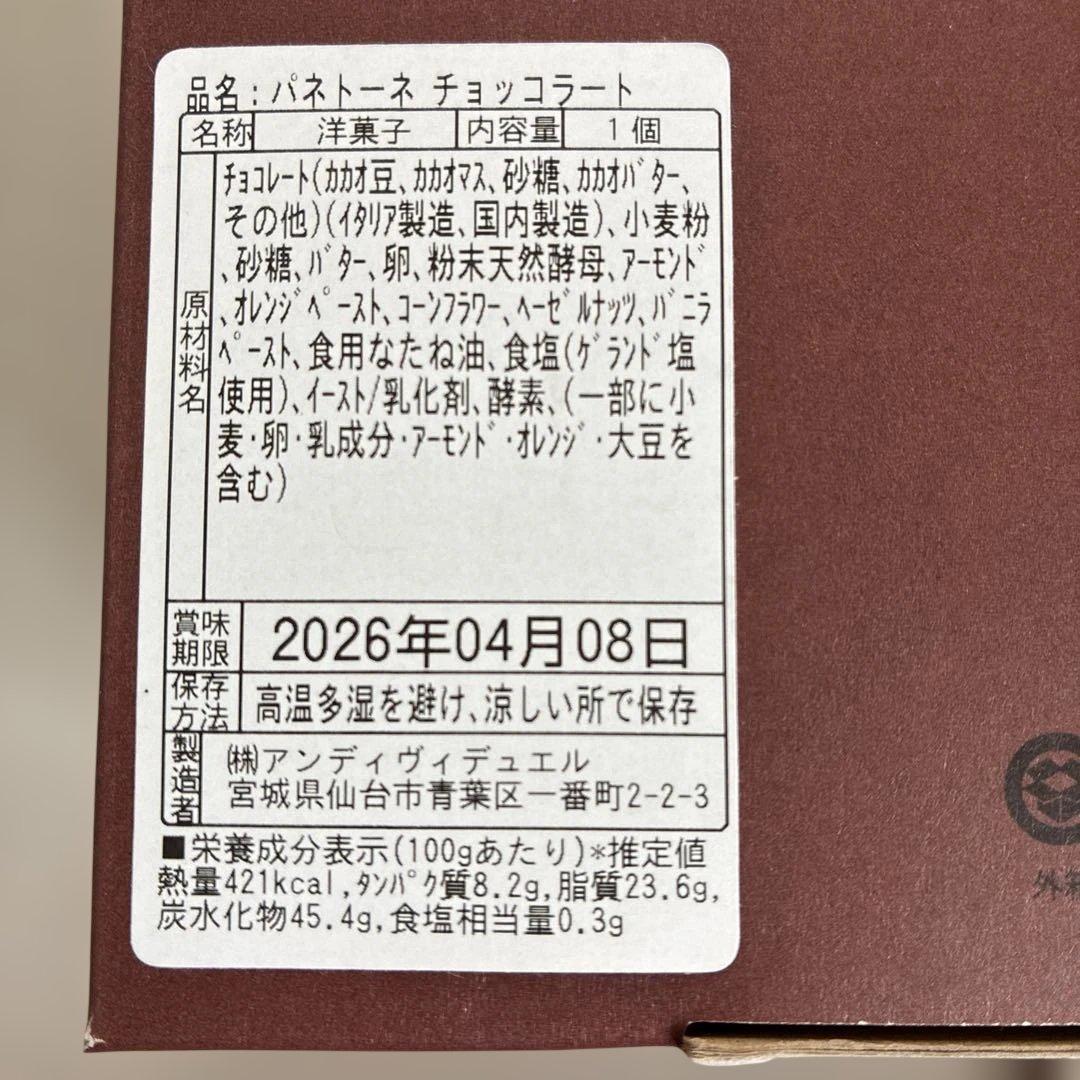 品名:パネトーネ チョッコラート
名称 洋菓子 内容量 1個
原材料名
ﾁｮｺﾚｰﾄ(ｶｶｵ豆､ｶｶｵﾏｽ､砂糖､ｶｶｵﾊﾞﾀｰ､
その他)(ｲﾀﾘｱ製造､国内製造)､小麦粉
､砂糖､ﾊﾞﾀｰ､卵､粉末天然酵母､ｱｰﾓﾝﾄﾞ
､ｵﾚﾝｼﾞﾍﾟｰｽﾄ､ｺｰﾝﾌﾗﾜｰ､ﾍｰｾﾞﾙﾅｯﾂ､ﾊﾞﾆﾗ
ﾍﾟｰｽﾄ､食用なたね油､食塩(ｹﾞﾗﾝﾄﾞ塩
使用)､ｲｰｽﾄ/乳化剤､酵素､(一部に小
麦･卵･乳成分･ｱｰﾓﾝﾄﾞ･ｵﾚﾝｼﾞ･大豆を
含む)
賞味期限 2026年04月08日
保存方法 高温多湿を避け､涼しい所で保存
製造者 ㈱アンディヴィデュエル
宮城県仙台市青葉区一番町2-2-3
■栄養成分表示(100gあたり)*推定値
熱量421kcal,ﾀﾝﾊﾟｸ質8.2g,脂質23.6g,
炭水化物45.4g,食塩相当量0.3g
外箱